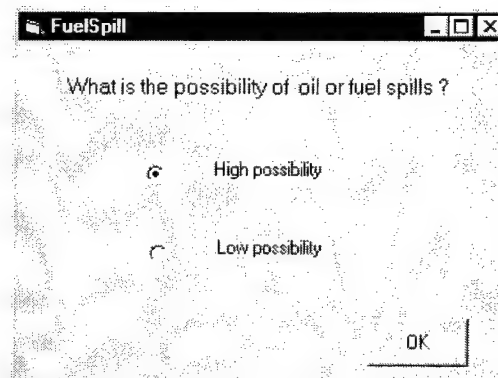 FuelSpill
What is the possibility of oil or fuel spills ?
High possibility
Low possibility
OK